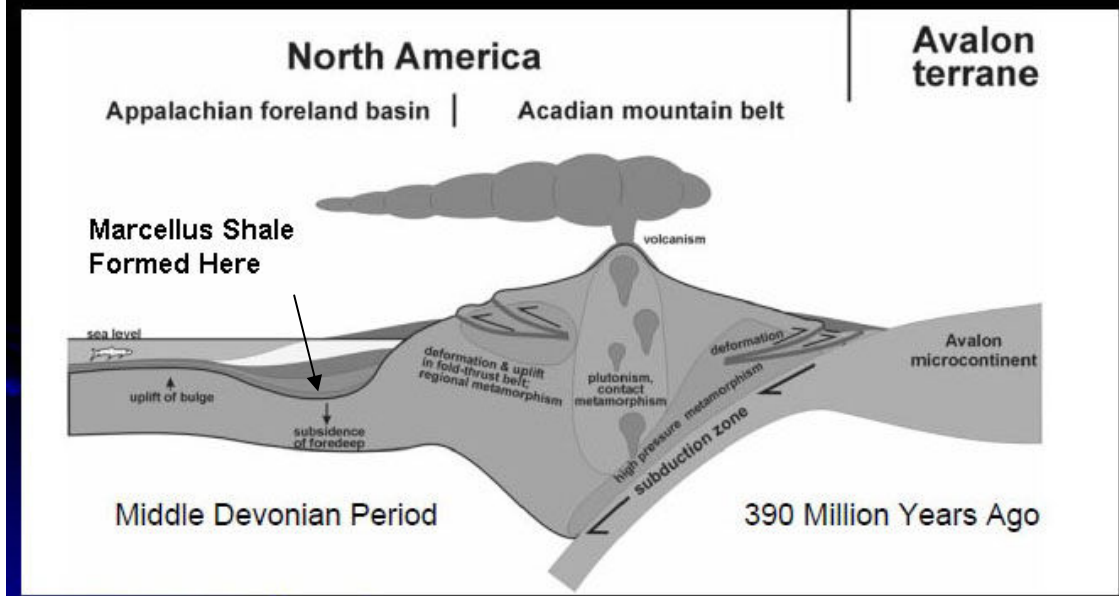 North America
Avalon
terrane
Appalachian foreland basin
Acadian mountain belt
Marcellus Shale
Formed Here
volcanism
sea level
uplift of bulge
subsidence
of foredeep
deformation & uplift
in fold-thrust belt;
regional metamorphism
plutonism,
contact
metamorphism
deformation
high pressure metamorphism
subduction zone
Avalon
microcontinent
Middle Devonian Period
390 Million Years Ago